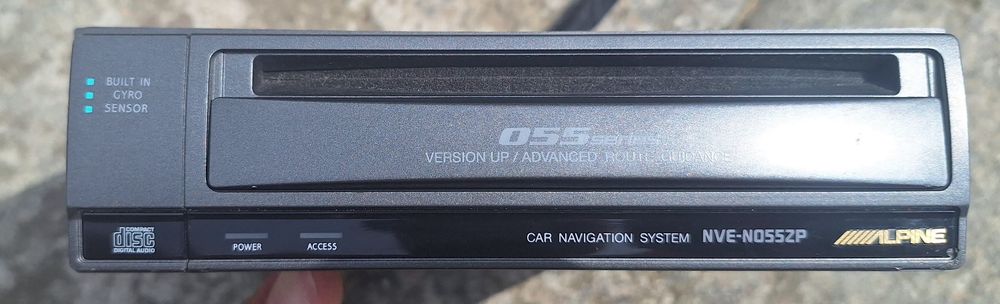 BUILT IN
GYRO
SENSOR
055 series
VERSION UP / ADVANCED ROUTE GUIDANCE
COMPACT
disc
DIGITAL AUDIO
POWER
ACCESS
CAR NAVIGATION SYSTEM NVE-N055ZP
ALPINE